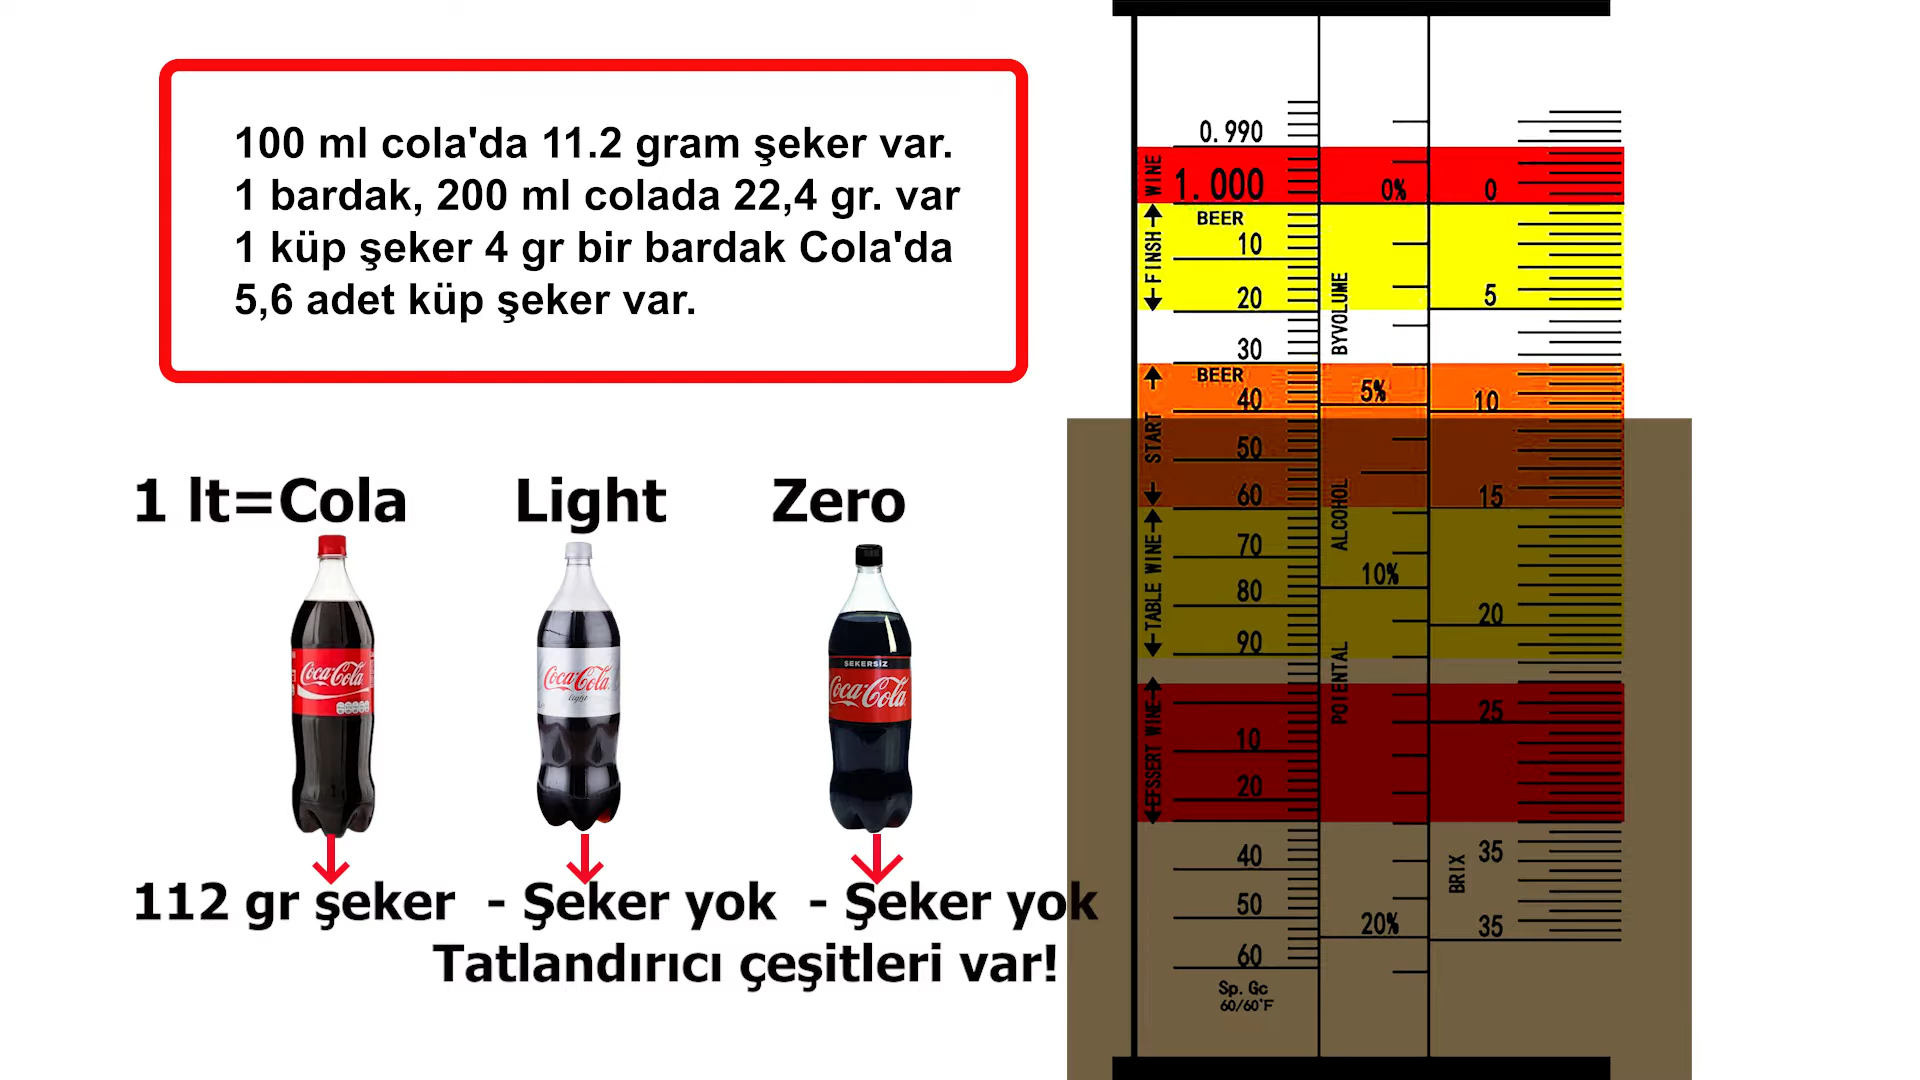 100 ml cola'da 11.2 gram şeker var.
1 bardak, 200 ml colada 22,4 gr. var
1 küp şeker 4 gr bir bardak Cola'da
5,6 adet küp şeker var.
1 lt=Cola Light Zero
Coca-Cola
Coca-Cola
light
ŞEKERSİZ
Coca-Cola
112 gr şeker - Şeker yok - Şeker yok
Tatlandırıcı çeşitleri var!
0.990
WINE
1.000 0% 0
BEER
10
FINSH
20 5
BYVOLUME
30
BEER
40 5% 10
START
50
60 15
ALCOHOL
70
TABLE WINE
80 10%
90 20
POIENTAL
25
EFSSERT WINE
10
20
40 35
BRIX
50 20% 35
60
Sp. Gc
60/60°F